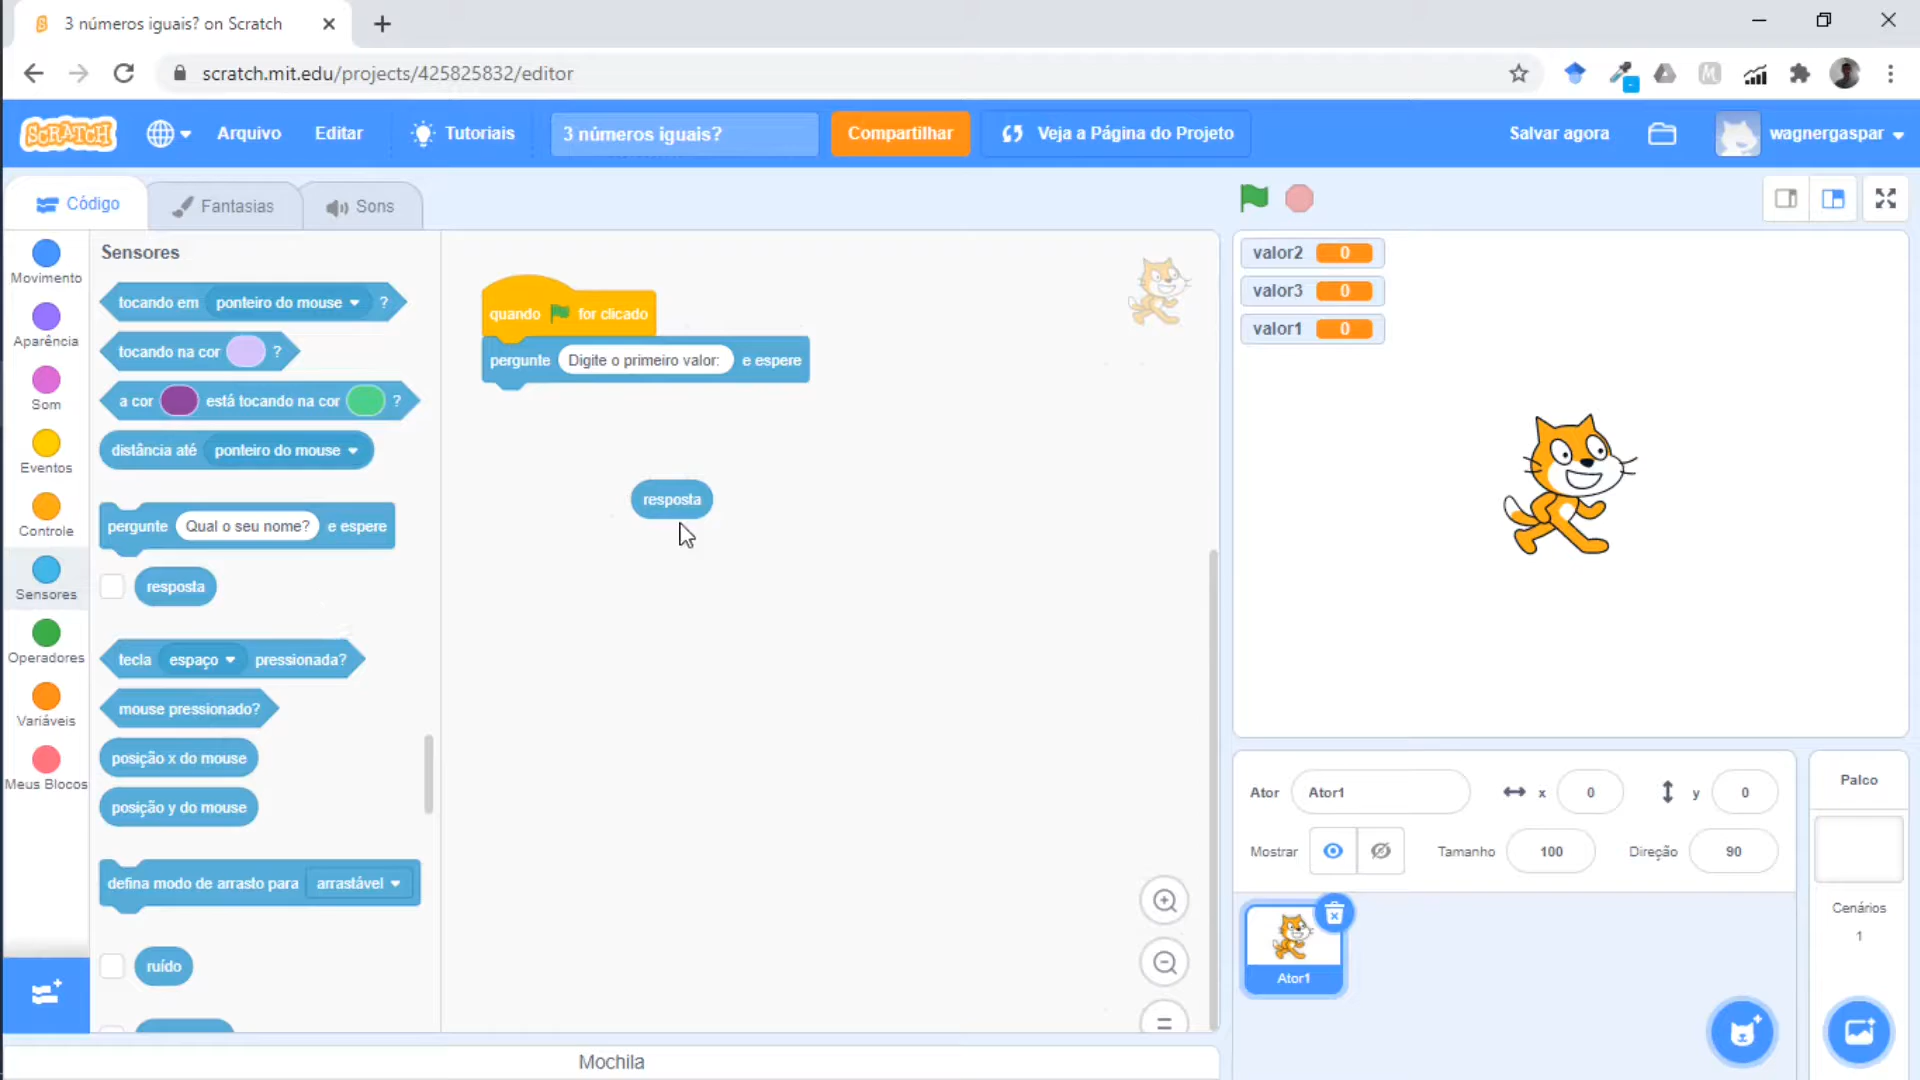 3 números iguais? on Scratch
scratch.mit.edu/projects/425825832/editor
SCRATCH
Arquivo
Editar
Tutoriais
3 números iguais?
Compartilhar
Veja a Página do Projeto
Salvar agora
wagnergaspar
Código
Fantasias
Sons
Movimento
Aparência
Som
Eventos
Controle
Sensores
Operadores
Variáveis
Meus Blocos
Sensores
tocando em ponteiro do mouse ?
tocando na cor ?
a cor está tocando na cor ?
distância até ponteiro do mouse
pergunte Qual o seu nome? e espere
resposta
tecla espaço pressionada?
mouse pressionado?
posição x do mouse
posição y do mouse
defina modo de arrasto para arrastável
ruído
quando for clicado
pergunte Digite o primeiro valor: e espere
resposta
Mochila
valor2 0
valor3 0
valor1 0
Ator Ator1 x 0 y 0
Mostrar Tamanho 100 Direção 90
Ator1
Palco
Cenários
1